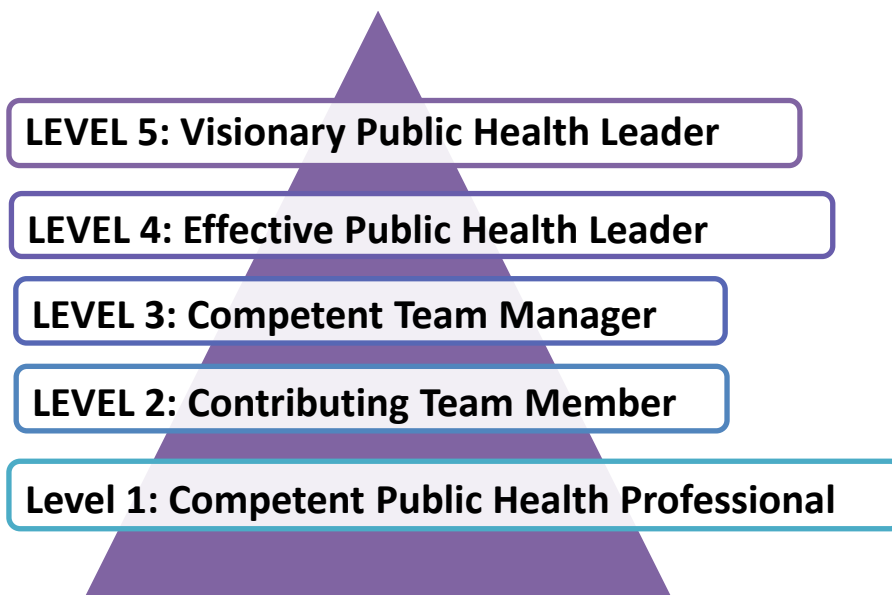 LEVEL 5: Visionary Public Health Leader
LEVEL 4: Effective Public Health Leader
LEVEL 3: Competent Team Manager
LEVEL 2: Contributing Team Member
Level 1: Competent Public Health Professional